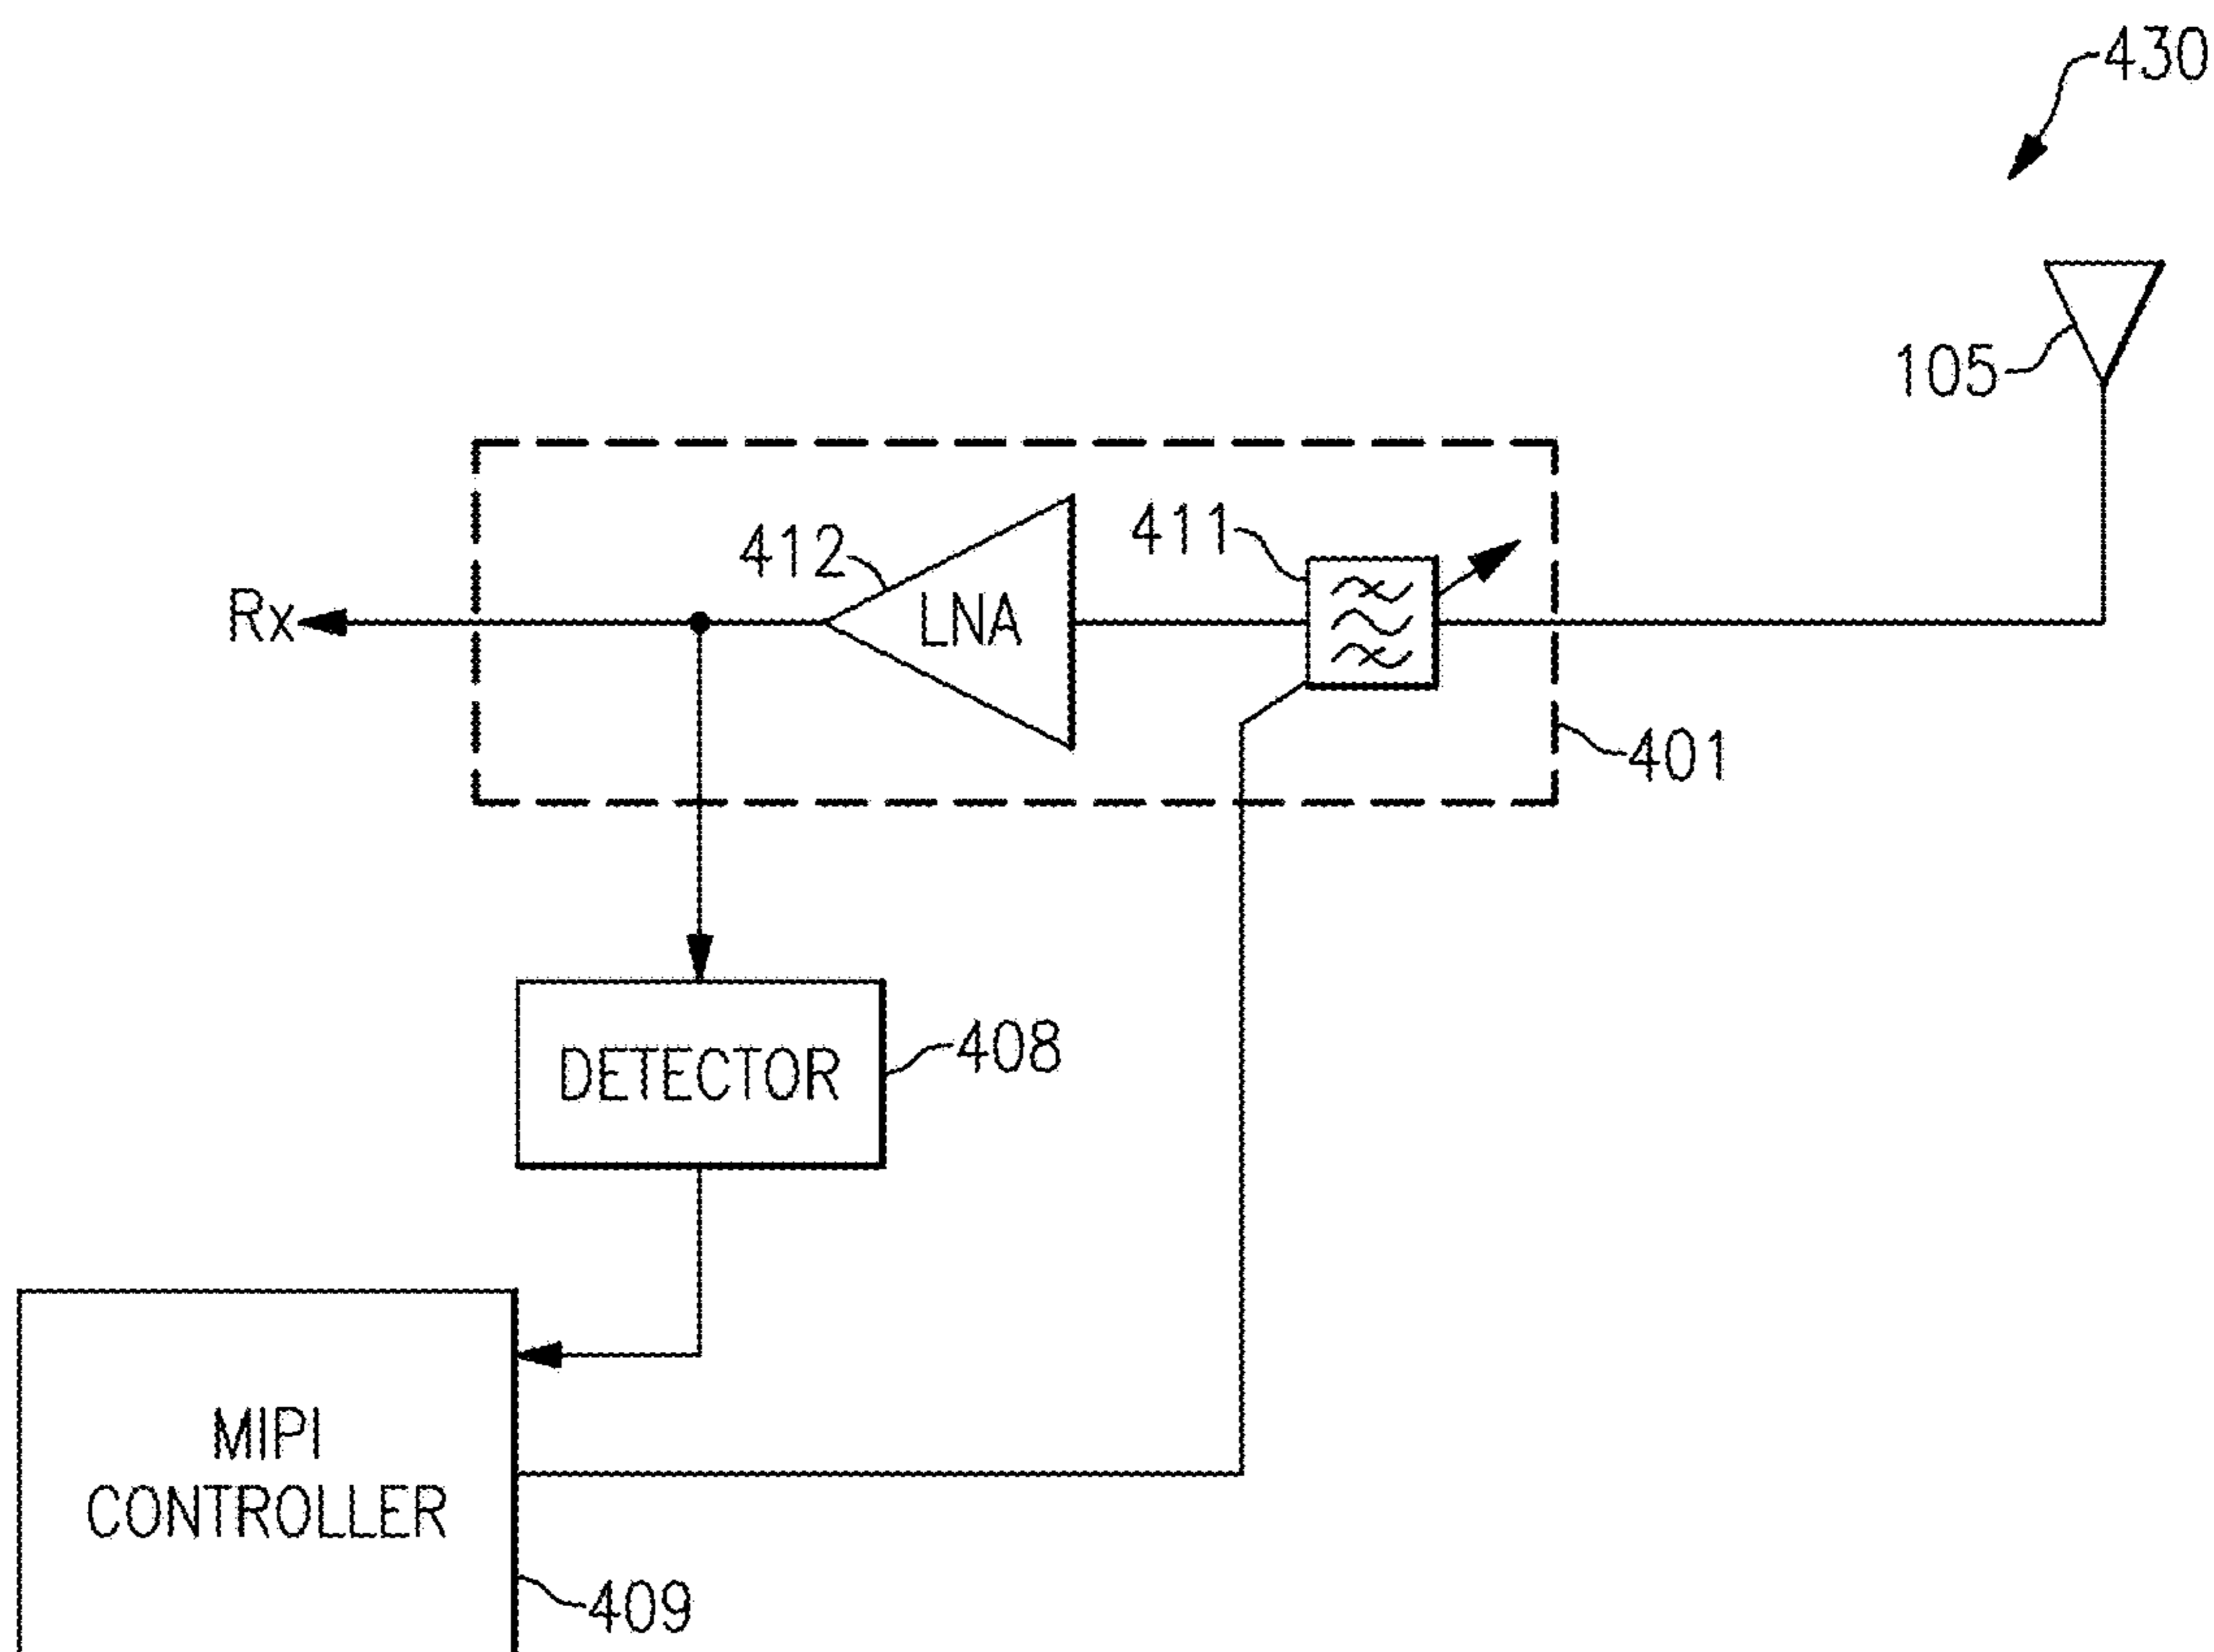 430
105
412
411
LNA
Rx
401
408
DETECTOR
MIPI
CONTROLLER
409